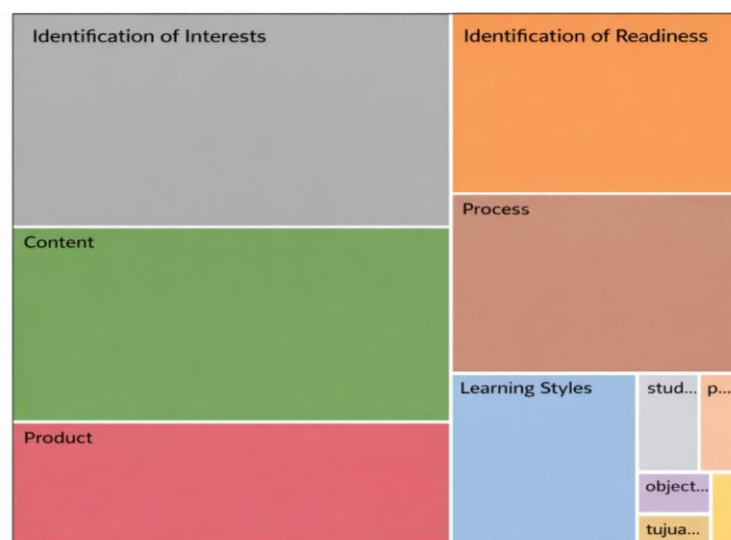 Identification of Interests
Identification of Readiness
Content
Process
Product
Learning Styles
stud...
p...
object...
tujua...